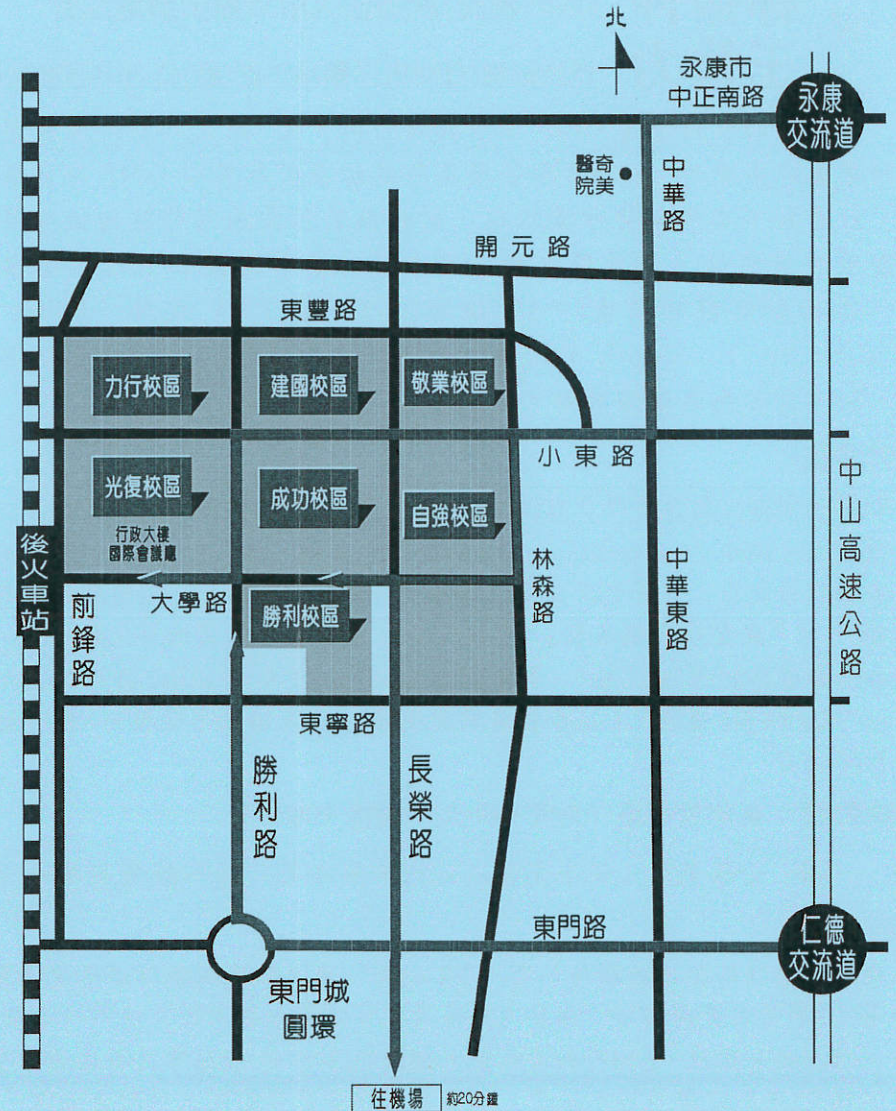 北
永康市
中正南路
永康
交流道
醫奇
院美
中華路
開元路
東豐路
力行校區
建國校區
敬業校區
小東路
光復校區
成功校區
自強校區
行政大樓
國際會議廳
中山高速公路
後火車站
前鋒路
大學路
勝利校區
林森路
中華東路
東寧路
勝利路
長榮路
東門路
仁德
交流道
東門城
圓環
往機場
約20分鐘